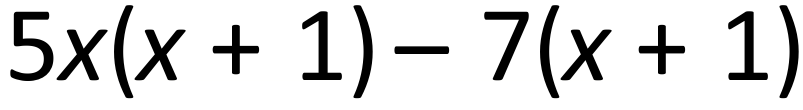 5x(x + 1) − 7(x + 1)